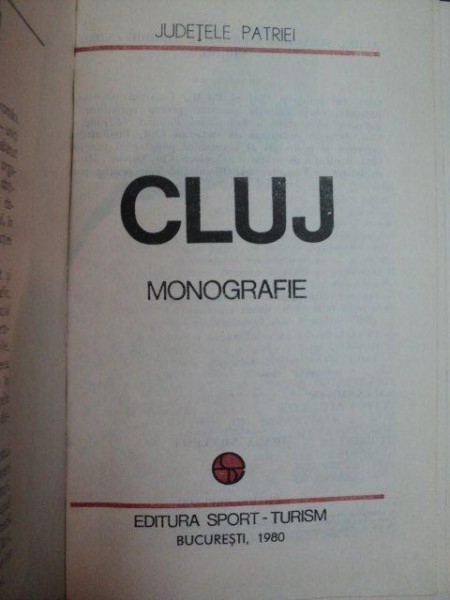 JUDEȚELE PATRIEI
CLUJ
MONOGRAFIE
EDITURA SPORT-TURISM
BUCUREȘTI, 1980